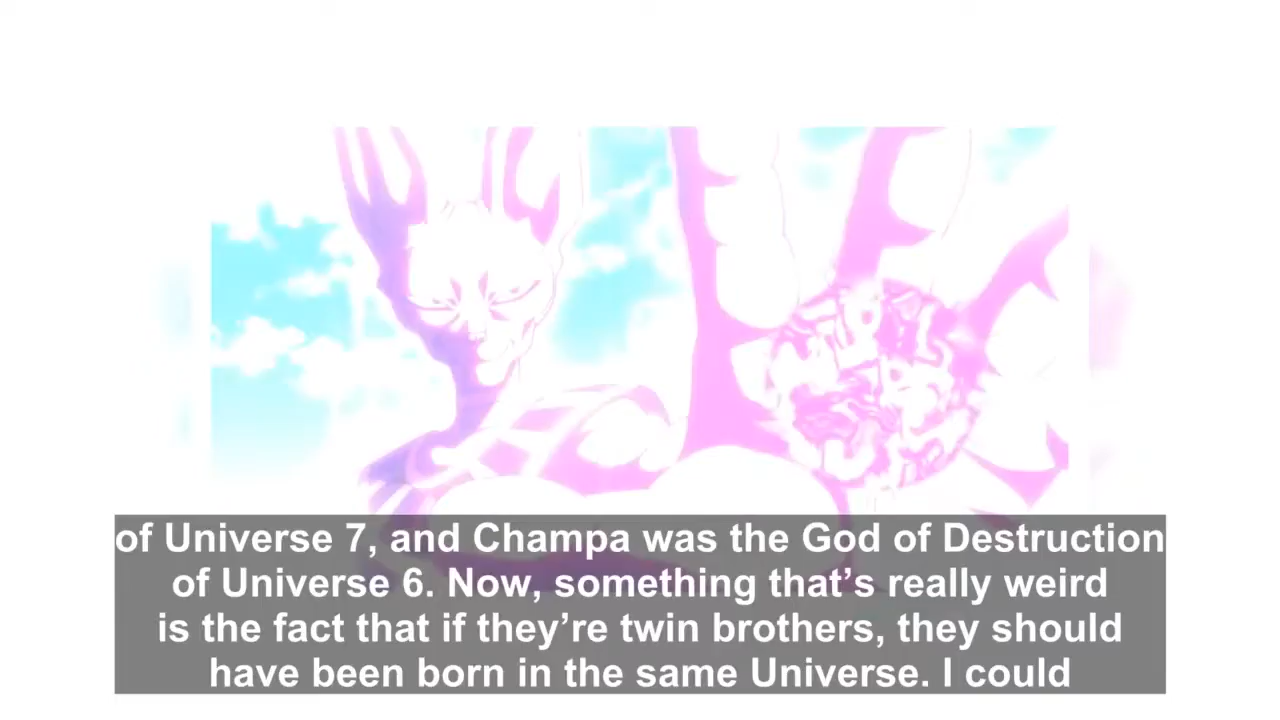 of Universe 7, and Champa was the God of Destruction
of Universe 6. Now, something that’s really weird
is the fact that if they’re twin brothers, they should
have been born in the same Universe. I could